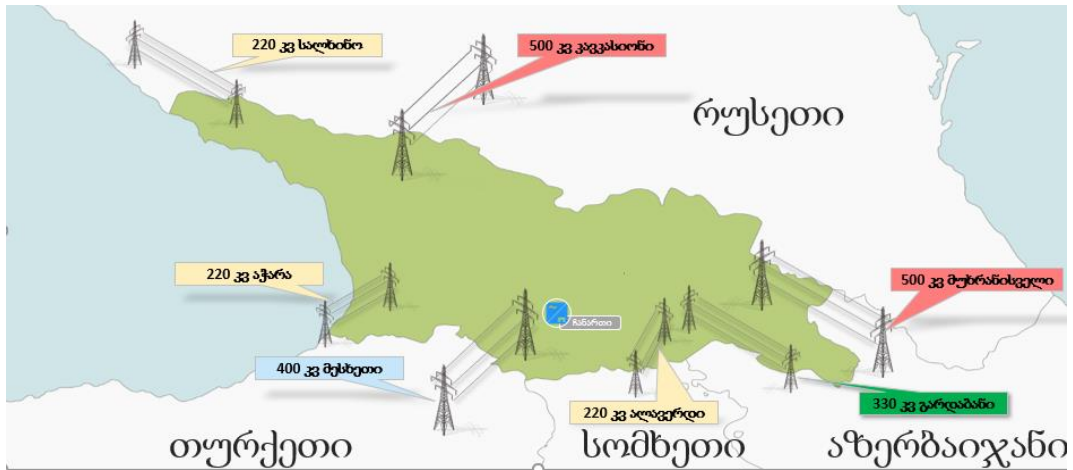 220 კვ სალხინო
500 კვ კავკასიონი
რუსეთი
220 კვ აჭარა
500 კვ მუხრანისველი
ჩანართი
400 კვ მესხეთი
220 კვ ალავერდი
330 კვ გარდაბანი
თურქეთი
სომხეთი
აზერბაიჯანი